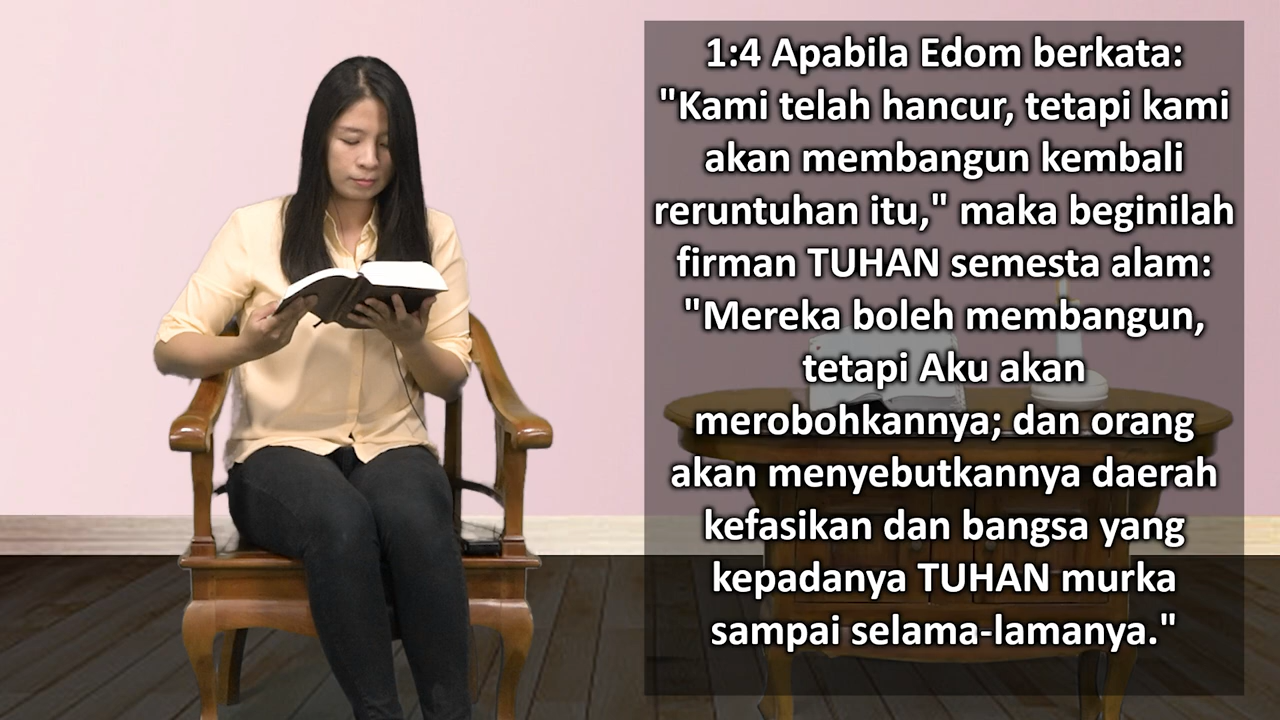 1:4 Apabila Edom berkata:
"Kami telah hancur, tetapi kami
akan membangun kembali
reruntuhan itu," maka beginilah
firman TUHAN semesta alam:
"Mereka boleh membangun,
tetapi Aku akan
merobohkannya; dan orang
akan menyebutkannya daerah
kefasikan dan bangsa yang
kepadanya TUHAN murka
sampai selama-lamanya."